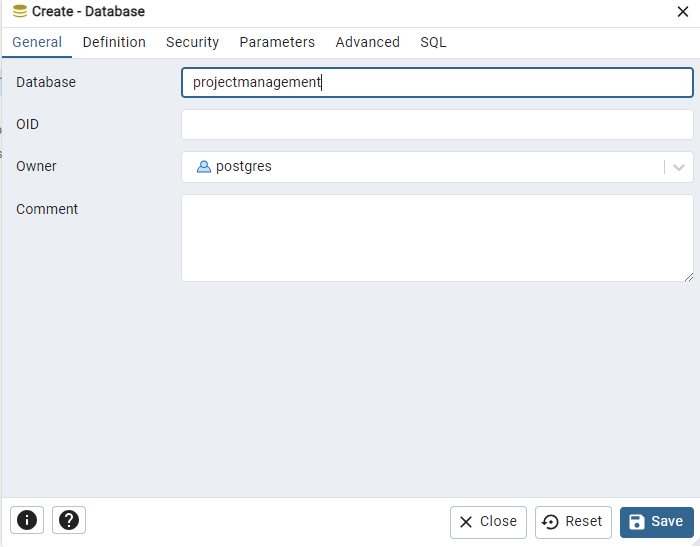 Create - Database
General Definition Security Parameters Advanced SQL
Database projectmanagement
OID
Owner postgres
Comment
Close Reset Save